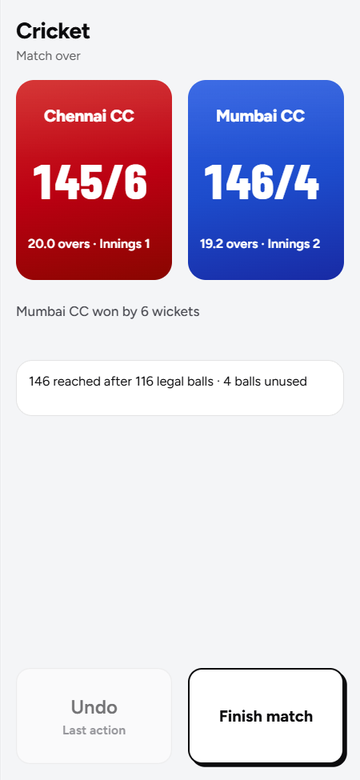 Cricket
Match over
Chennai CC
145/6
20.0 overs · Innings 1
Mumbai CC
146/4
19.2 overs · Innings 2
Mumbai CC won by 6 wickets
146 reached after 116 legal balls · 4 balls unused
Undo
Last action
Finish match